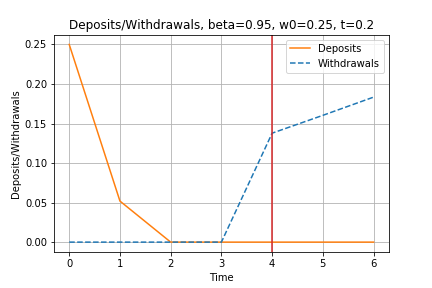 Deposits/Withdrawals, beta=0.95, w0=0.25, t=0.2
Deposits
Withdrawals
Deposits/Withdrawals
0.25
0.20
0.15
0.10
0.05
0.00
0 1 2 3 4 5 6
Time